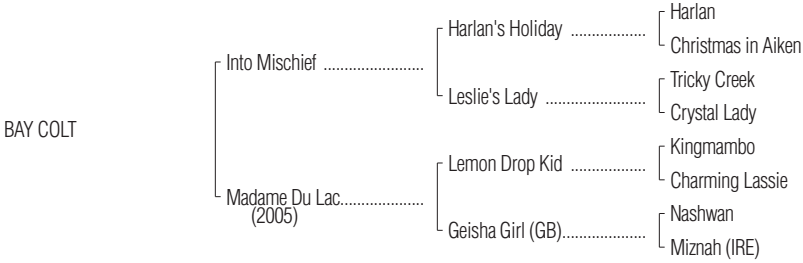 Harlan
Harlan's Holiday ..................
Christmas in Aiken
Into Mischief ........................
Tricky Creek
Leslie's Lady ........................
Crystal Lady
BAY COLT
Kingmambo
Lemon Drop Kid ..................
Charming Lassie
Madame Du Lac....................
(2005)
Nashwan
Geisha Girl (GB)....................
Miznah (IRE)